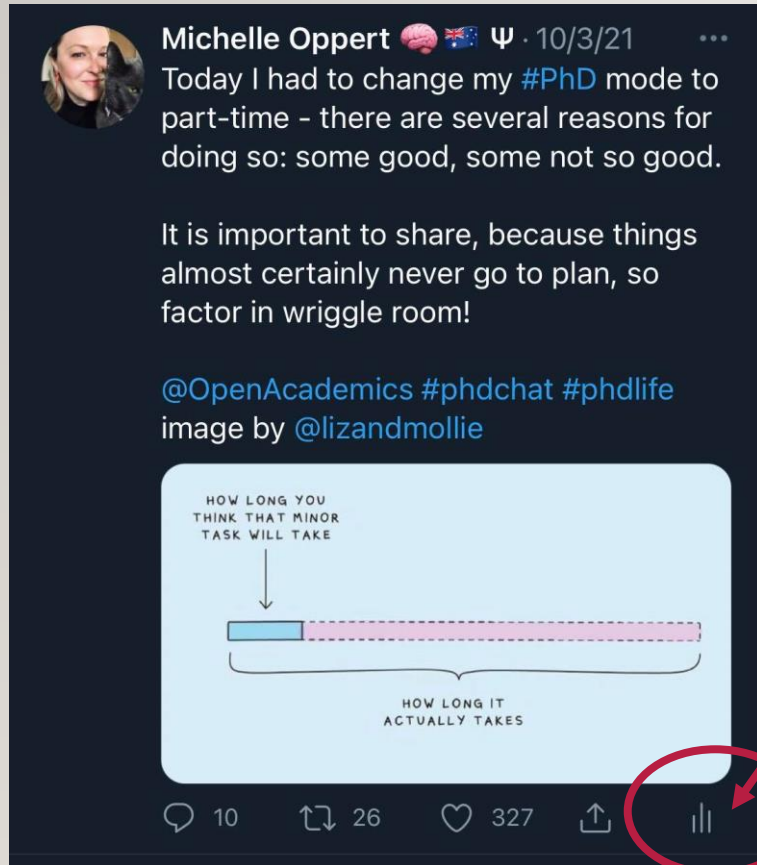 Michelle Oppert 🧠 🇦🇺 Ψ · 10/3/21 ···
Today I had to change my #PhD mode to
part-time - there are several reasons for
doing so: some good, some not so good.
It is important to share, because things
almost certainly never go to plan, so
factor in wriggle room!
@OpenAcademics #phdchat #phdlife
image by @lizandmollie
HOW LONG YOU
THINK THAT MINOR
TASK WILL TAKE
HOW LONG IT
ACTUALLY TAKES
10 26 327